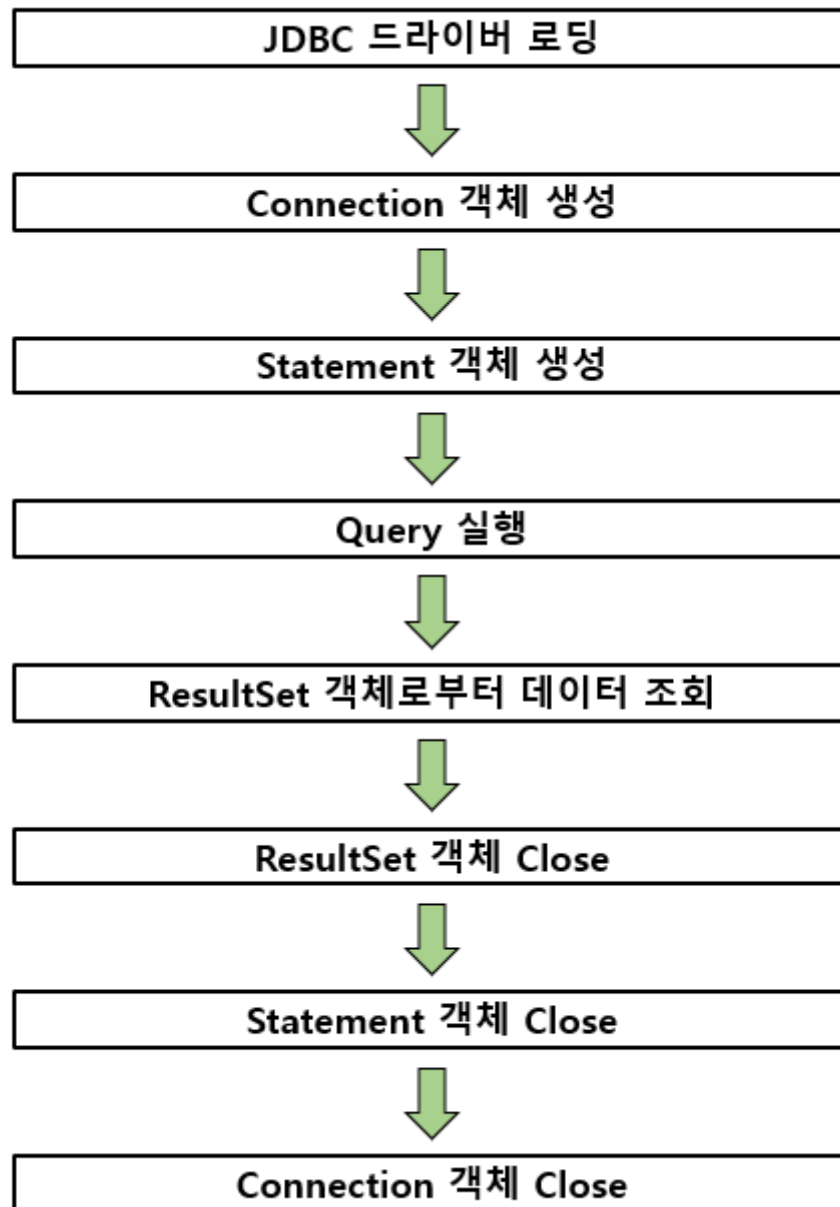 JDBC 드라이버 로딩
Connection 객체 생성
Statement 객체 생성
Query 실행
ResultSet 객체로부터 데이터 조회
ResultSet 객체 Close
Statement 객체 Close
Connection 객체 Close